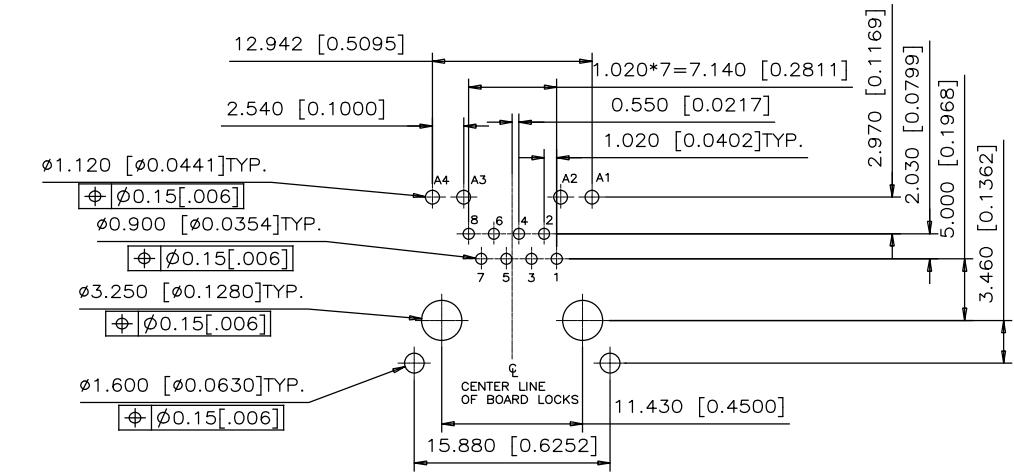 12.942 [0.5095]
1.020*7=7.140 [0.2811]
2.540 [0.1000]
0.550 [0.0217]
1.020 [0.0402]TYP.
2.970 [0.1169]
2.030 [0.0799]
5.000 [0.1968]
3.460 [0.1362]
ø1.120 [ø0.0441]TYP.
⌖ ø0.15[.006]
A4 A3 A2 A1
ø0.900 [ø0.0354]TYP.
⌖ ø0.15[.006]
8 6 4 2
7 5 3 1
ø3.250 [ø0.1280]TYP.
⌖ ø0.15[.006]
ø1.600 [ø0.0630]TYP.
⌖ ø0.15[.006]
℄
CENTER LINE
OF BOARD LOCKS
11.430 [0.4500]
15.880 [0.6252]